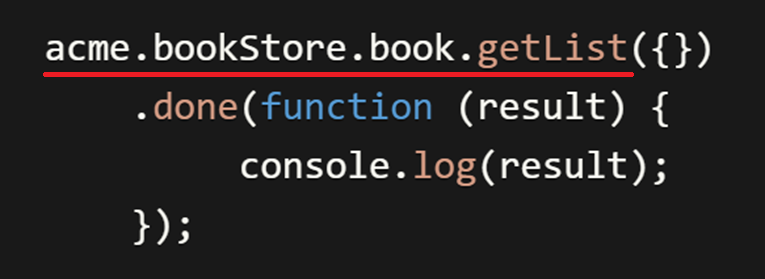 acme.bookStore.book.getList({})
.done(function (result) {
console.log(result);
});